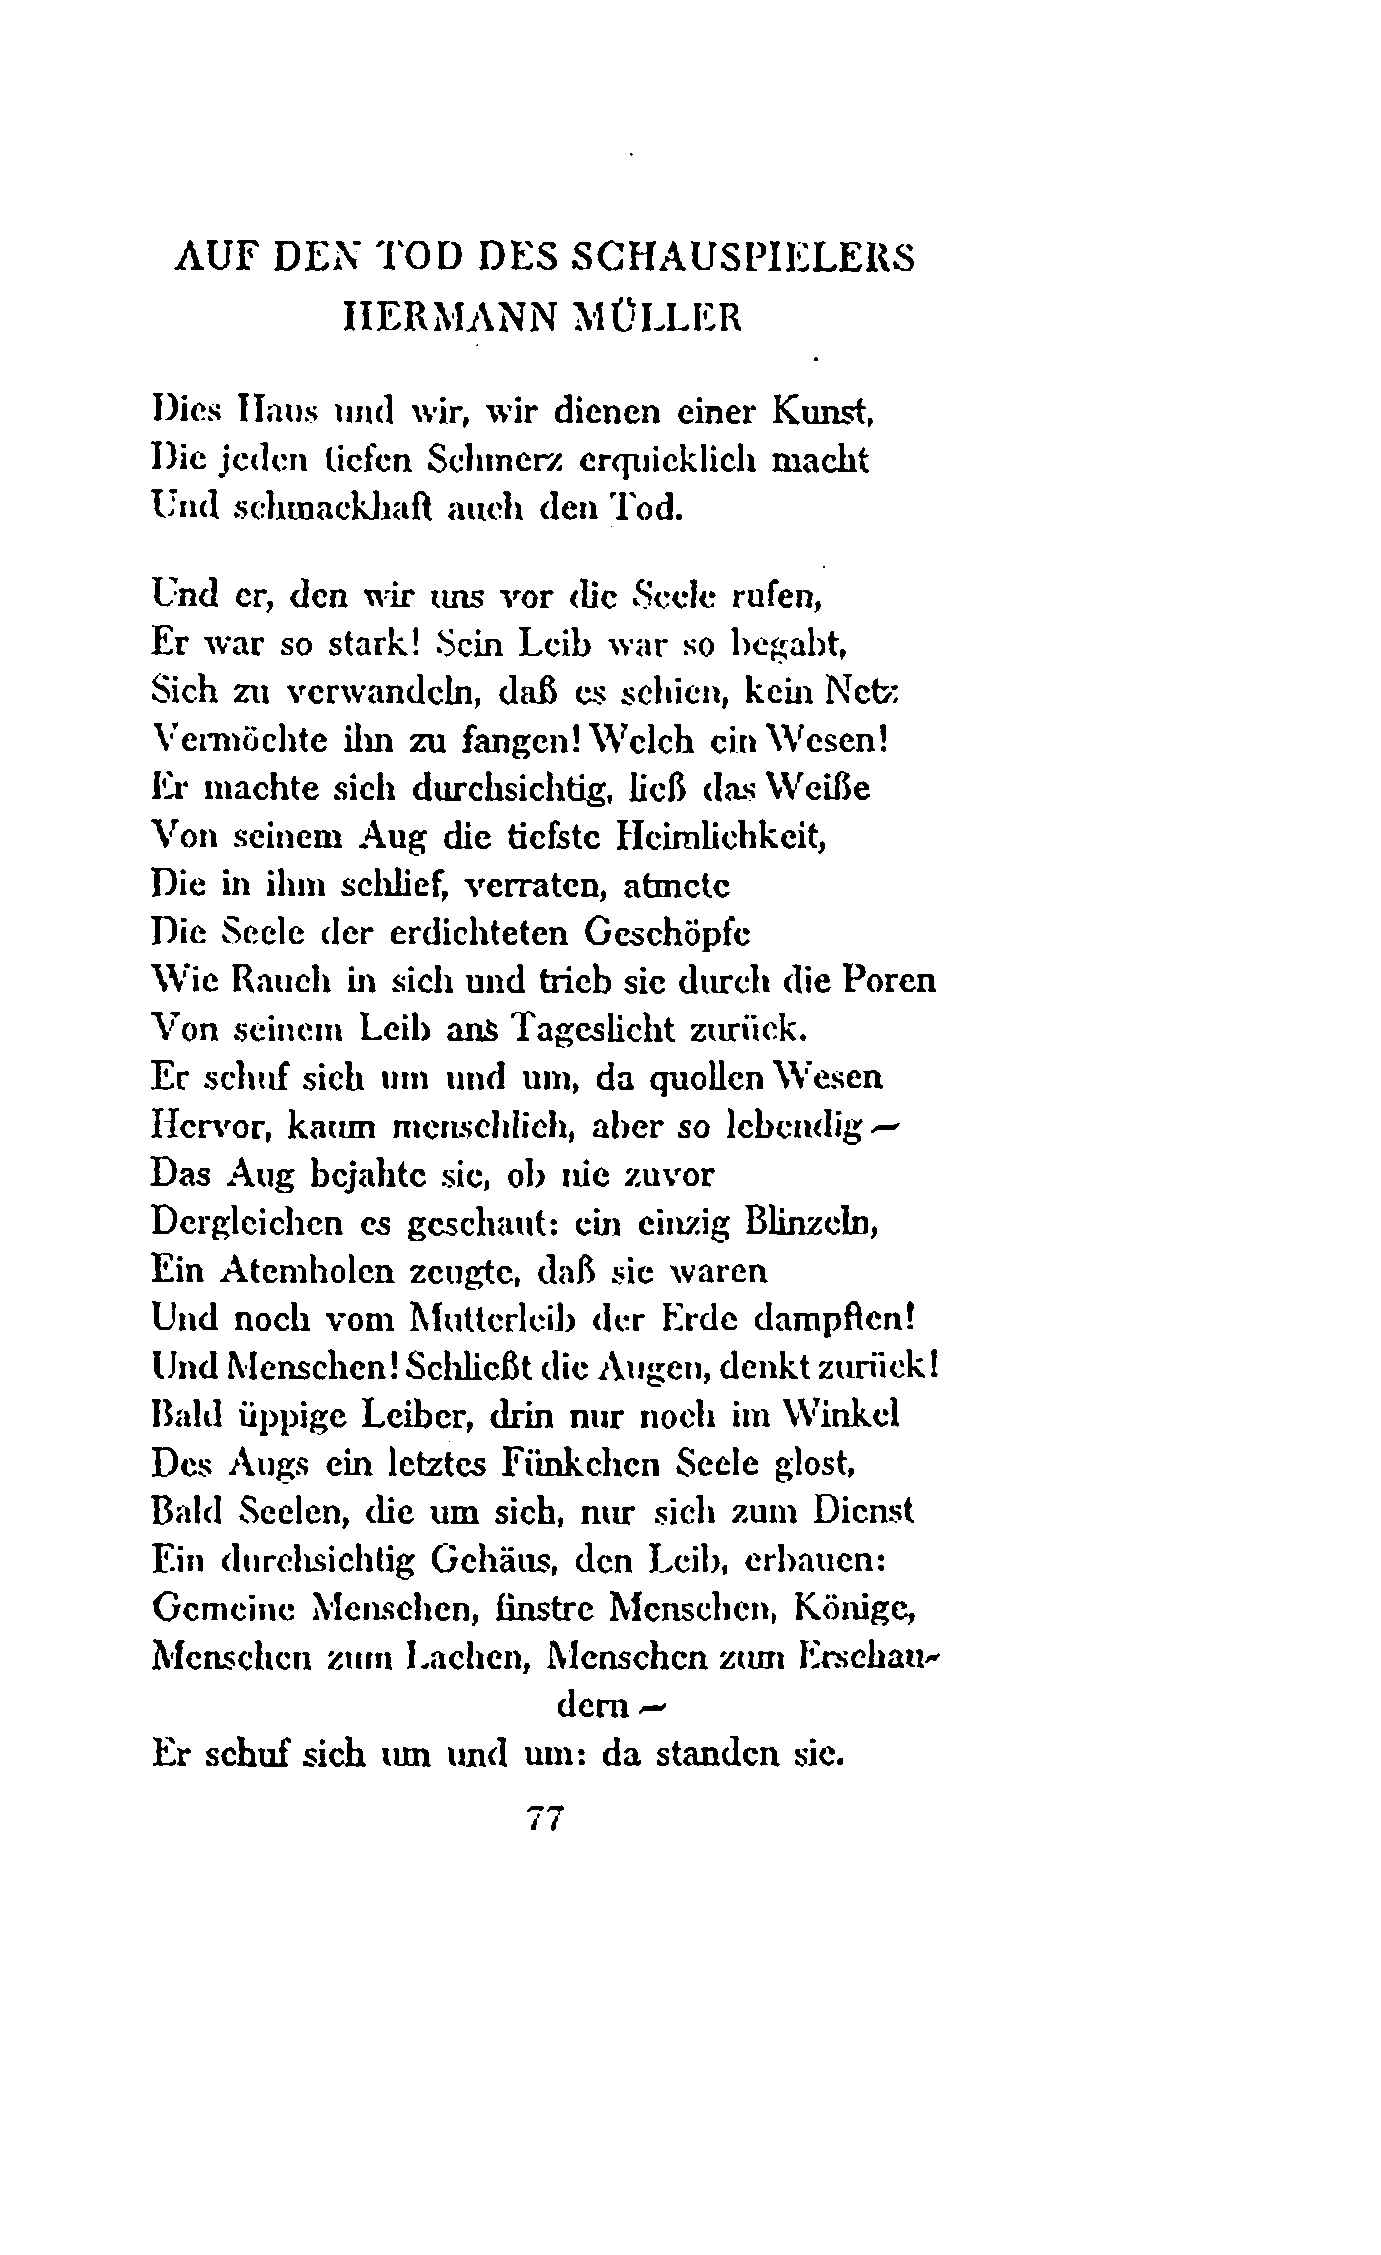 AUF DEN TOD DES SCHAUSPIELERS
HERMANN MÜLLER
Dies Haus und wir, wir dienen einer Kunst,
Die jeden tiefen Schmerz erquicklich macht
Und schmackhaft auch den Tod.
Und er, den wir uns vor die Seele rufen,
Er war so stark! Sein Leib war so begabt,
Sich zu verwandeln, daß es schien, kein Netz
Vermöchte ihn zu fangen! Welch ein Wesen!
Er machte sich durchsichtig, ließ das Weiße
Von seinem Aug die tiefste Heimlichkeit,
Die in ihm schlief, verraten, atmete
Die Seele der erdichteten Geschöpfe
Wie Rauch in sich und trieb sie durch die Poren
Von seinem Leib ans Tageslicht zurück.
Er schuf sich um und um, da quollen Wesen
Hervor, kaum menschlich, aber so lebendig –
Das Aug bejahte sie, ob nie zuvor
Dergleichen es geschaut: ein einzig Blinzeln,
Ein Atemholen zeugte, daß sie waren
Und noch vom Mutterleib der Erde dampften!
Und Menschen! Schließt die Augen, denkt zurück!
Bald üppige Leiber, drin nur noch im Winkel
Des Augs ein letztes Fünkchen Seele glost,
Bald Seelen, die um sich, nur sich zum Dienst
Ein durchsichtig Gehäus, den Leib, erbauen:
Gemeine Menschen, finstre Menschen, Könige,
Menschen zum Lachen, Menschen zum Erschau-
dern –
Er schuf sich um und um: da standen sie.
77